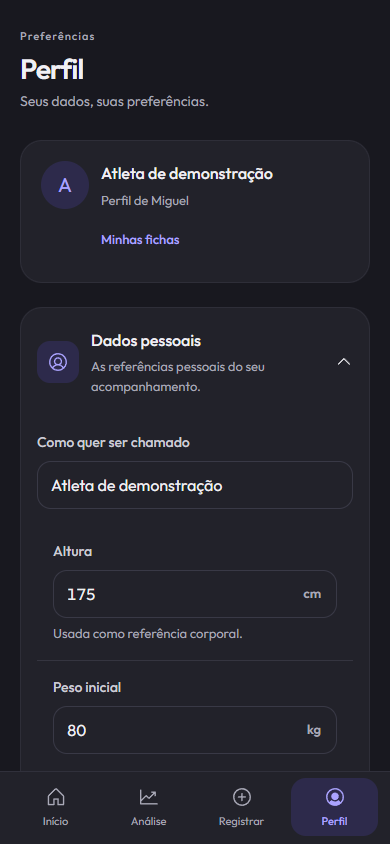 Preferências
Perfil
Seus dados, suas preferências.
A
Atleta de demonstração
Perfil de Miguel
Minhas fichas
Dados pessoais
As referências pessoais do seu
acompanhamento.
Como quer ser chamado
Atleta de demonstração
Altura
175 cm
Usada como referência corporal.
Peso inicial
80 kg
Início Análise Registrar Perfil